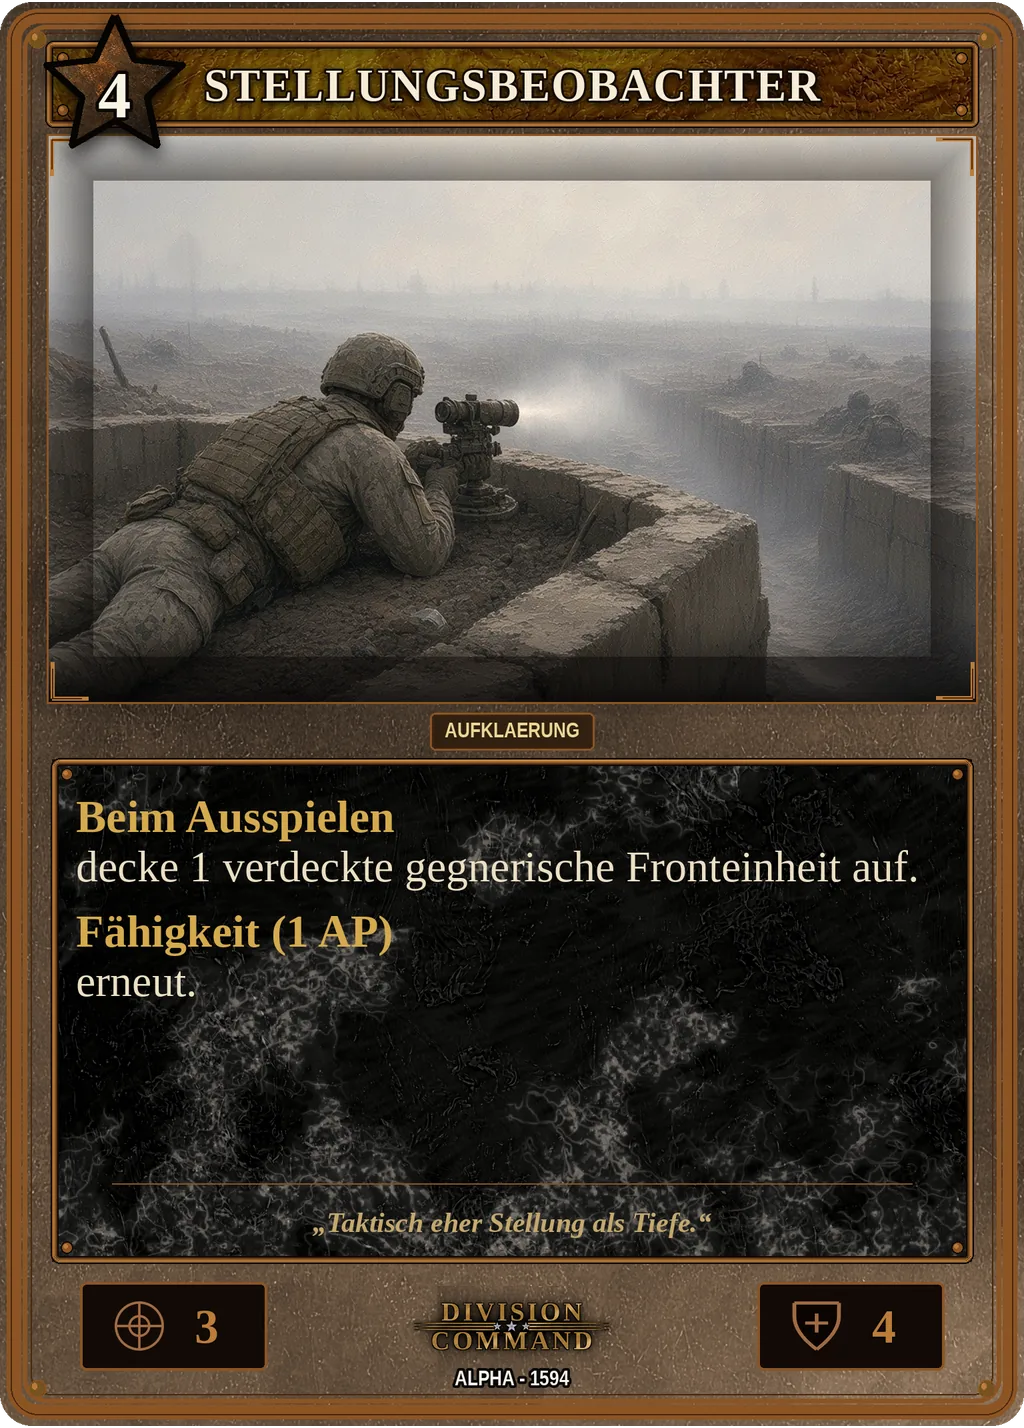 4
STELLUNGSBEOBACHTER
AUFKLAERUNG
Beim Ausspielen
decke 1 verdeckte gegnerische Fronteinheit auf.
Fähigkeit (1 AP)
erneut.
„Taktisch eher Stellung als Tiefe.“
3
DIVISION
COMMAND
ALPHA - 1594
4